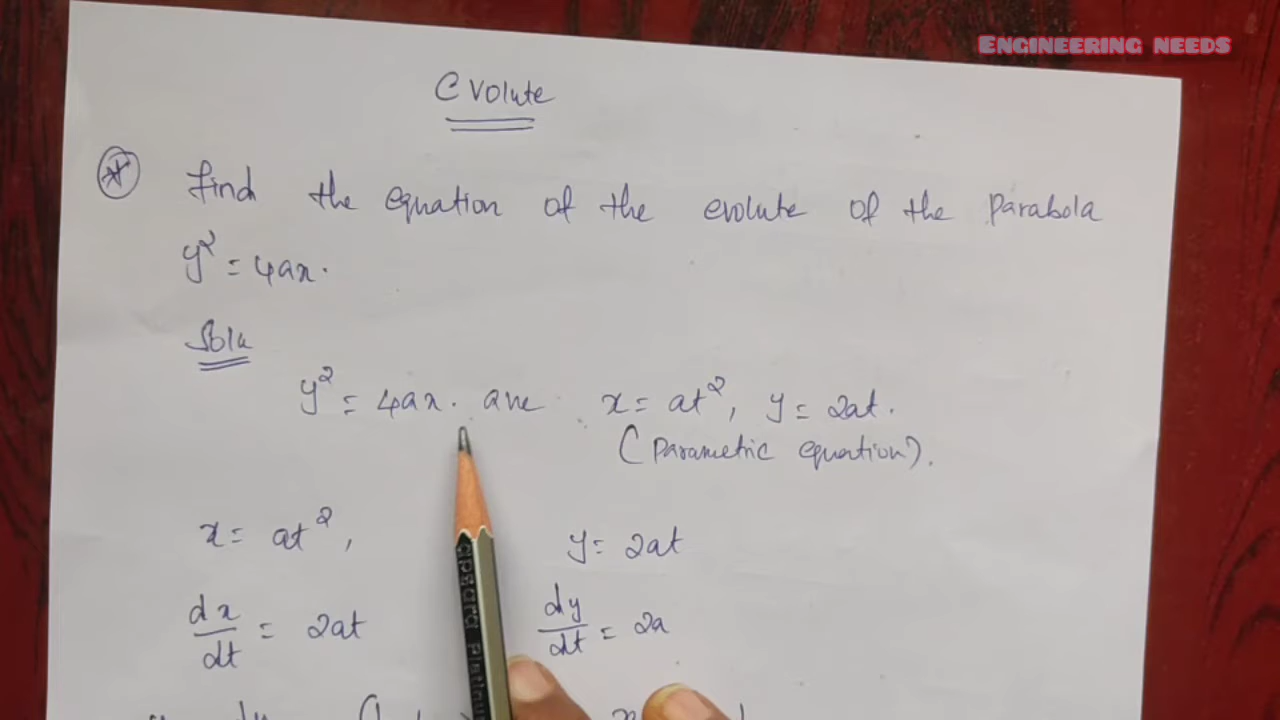 ENGINEERING NEEDS
Evolute
* Find the equation of the evolute of the Parabola
y² = 4ax.
Soln
y² = 4ax. are x = at², y = 2at.
(Parametric equation).
x = at², y = 2at
dx/dt = 2at dy/dt = 2a